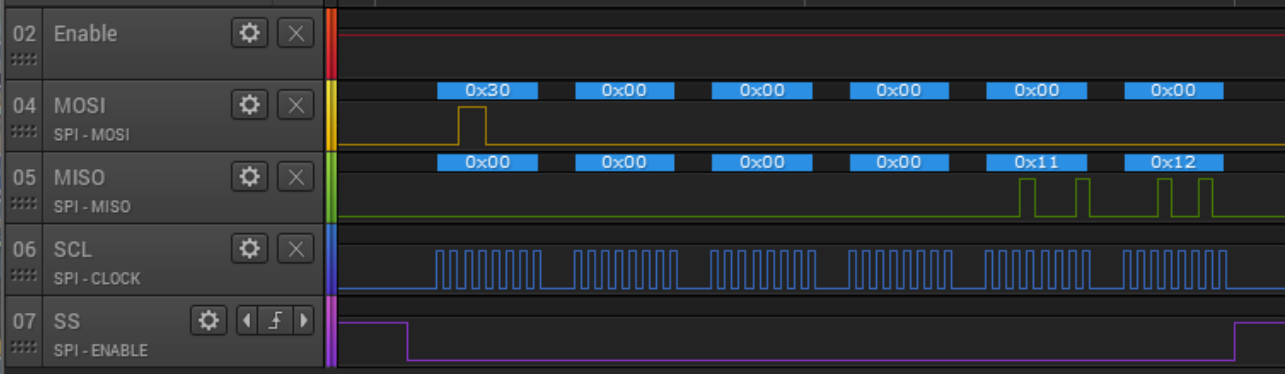 02 Enable
0x30 0x00 0x00 0x00 0x00 0x00
04 MOSI
SPI - MOSI
0x00 0x00 0x00 0x00 0x11 0x12
05 MISO
SPI - MISO
06 SCL
SPI - CLOCK
07 SS
SPI - ENABLE